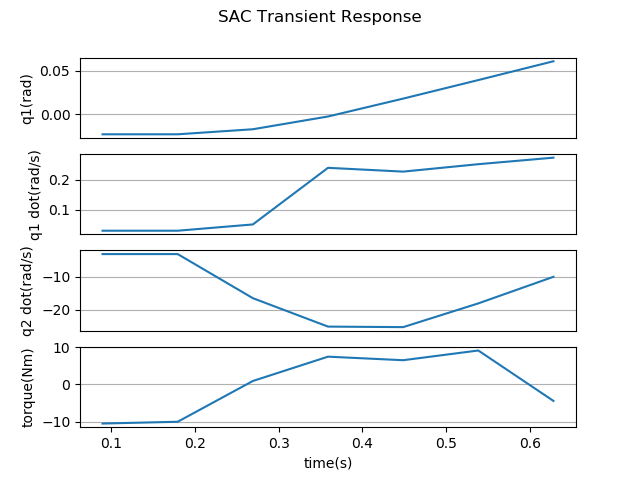 SAC Transient Response
q1(rad)
0.05
0.00
q1 dot(rad/s)
0.2
0.1
q2 dot(rad/s)
−10
−20
torque(Nm)
10
0
−10
0.1 0.2 0.3 0.4 0.5 0.6
time(s)